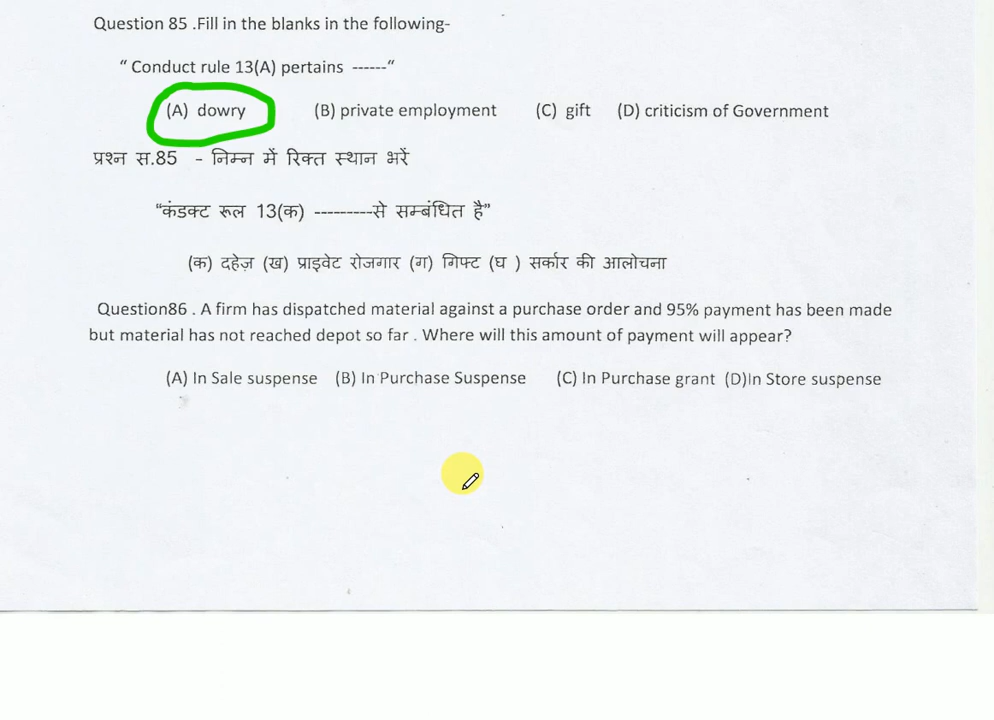 Question 85 .Fill in the blanks in the following-
“ Conduct rule 13(A) pertains ------“
(A) dowry (B) private employment (C) gift (D) criticism of Government
प्रश्न स.85 - निम्न में रिक्त स्थान भरें
“कंडक्ट रूल 13(क) ---------से सम्बंधित है”
(क) दहेज़ (ख) प्राइवेट रोजगार (ग) गिफ्ट (घ ) सर्कार की आलोचना
Question86 . A firm has dispatched material against a purchase order and 95% payment has been made
but material has not reached depot so far . Where will this amount of payment will appear?
(A) In Sale suspense (B) In Purchase Suspense (C) In Purchase grant (D)In Store suspense